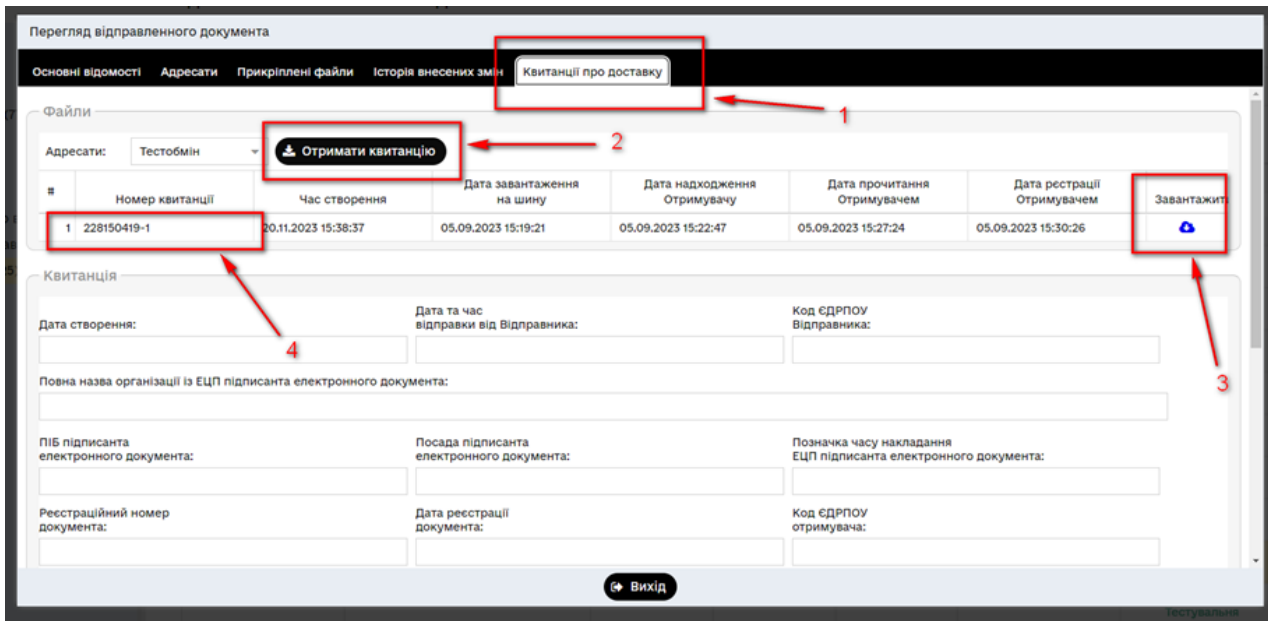 Перегляд відправленного документа
Основні відомості Адресати Прикріплені файли Історія внесених змін Квитанції про доставку
1
Файли
Адресати: Тестобмін Отримати квитанцію 2
# Номер квитанції Час створення Дата завантаження на шину Дата надходження Отримувачу Дата прочитання Отримувачем Дата рєстрації Отримувачем Завантажить
1 228150419-1 20.11.2023 15:38:37 05.09.2023 15:19:21 05.09.2023 15:22:47 05.09.2023 15:27:24 05.09.2023 15:30:26
Квитанція
Дата створення: Дата та час відправки від Відправника: Код ЄДРПОУ Відправника:
4
Повна назва організації із ЕЦП підписанта електронного документа:
3
ПІБ підписанта електронного документа: Посада підписанта електронного документа: Позначка часу накладання ЕЦП підписанта електронного документа:
Реєстраційний номер документа: Дата реєстрації документа: Код ЄДРПОУ отримувача:
Вихід
Тестувальня